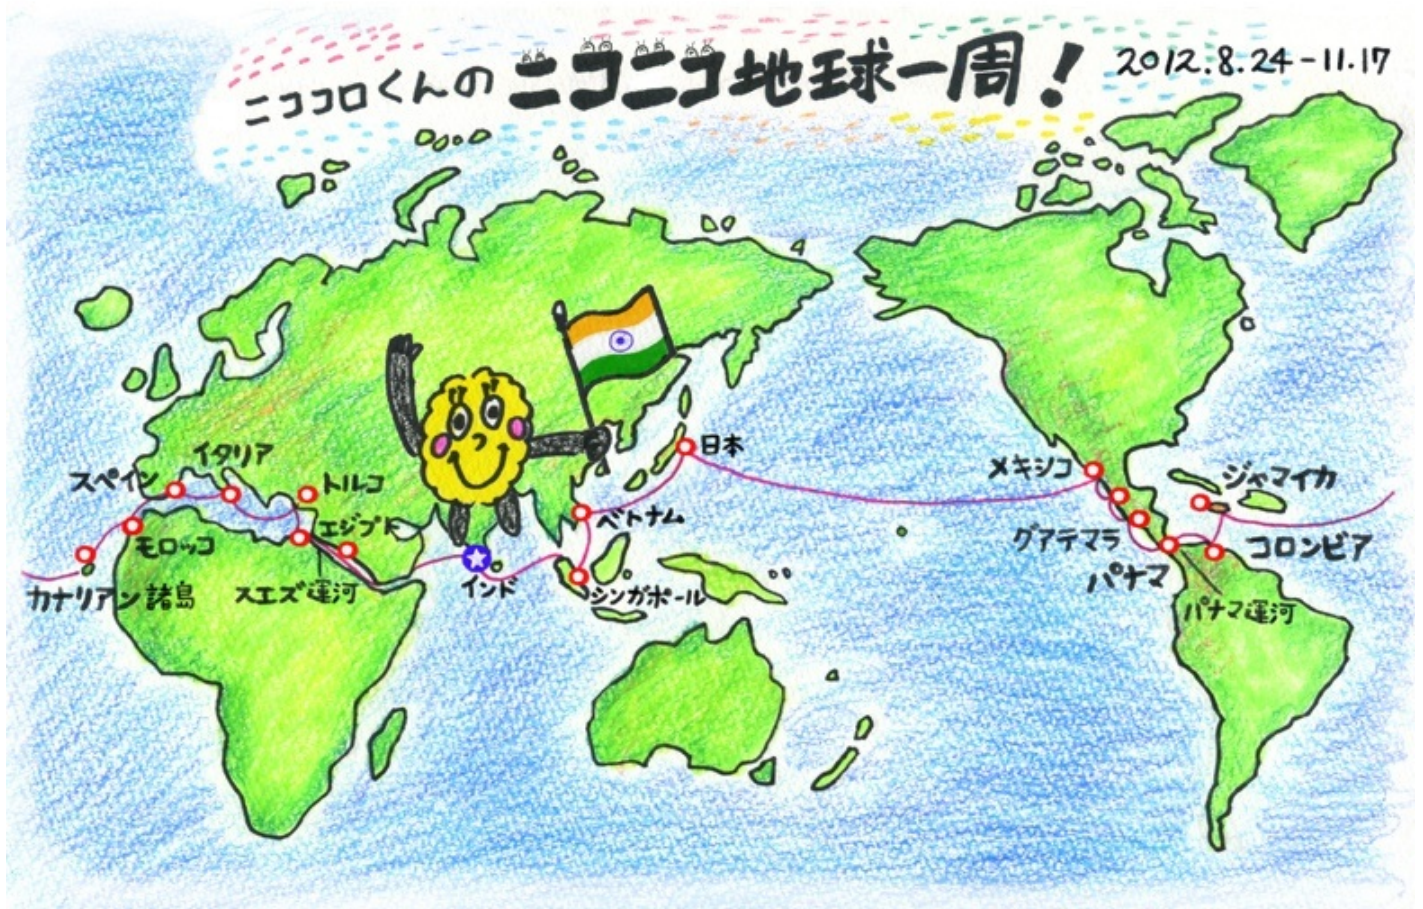 ニココロくんの ニコニコ地球一周! 2012.8.24-11.17
日本
イタリア
スペイン
トルコ
メキシコ
ジャマイカ
エジプト
ベトナム
モロッコ
グアテマラ
コロンビア
パナマ
カナリアン諸島
スエズ運河
インド
シンガポール
パナマ運河